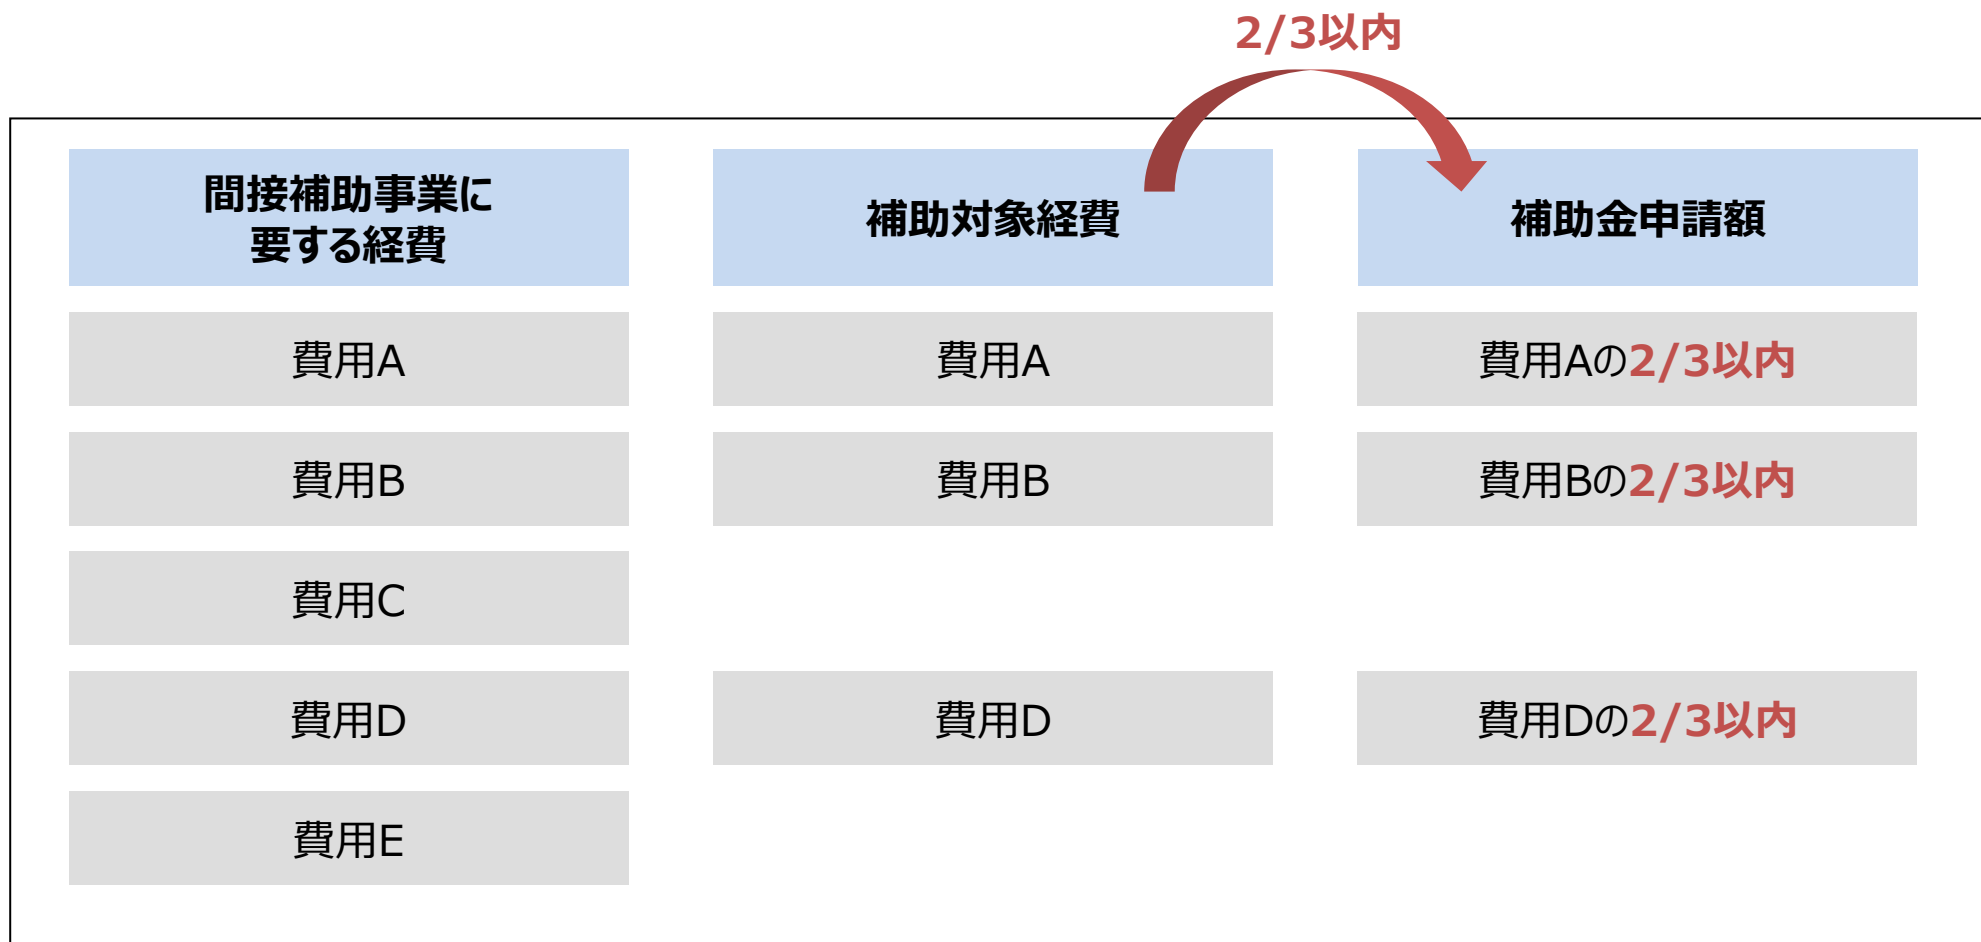 2/3以内
間接補助事業に
要する経費
補助対象経費
補助金申請額
費用A
費用A
費用Aの2/3以内
費用B
費用B
費用Bの2/3以内
費用C
費用D
費用D
費用Dの2/3以内
費用E